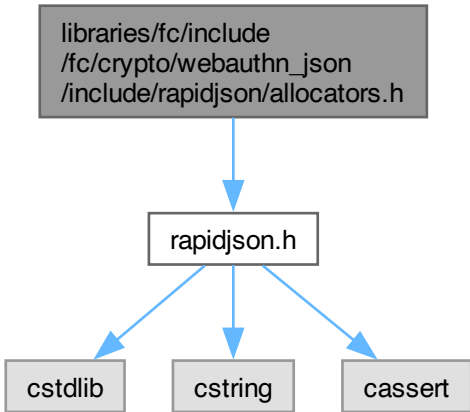 libraries/fc/include
/fc/crypto/webauthn_json
/include/rapidjson/allocators.h
rapidjson.h
cstdlib
cstring
cassert